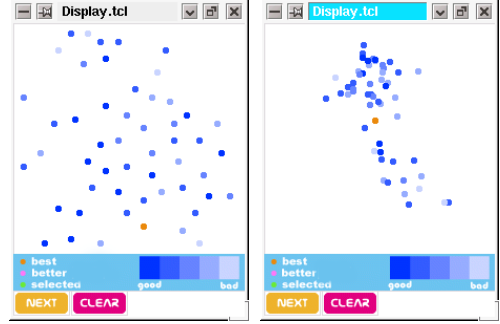 Display.tcl
best
better
selected
good bad
NEXT CLEAR
Display.tcl
best
better
selected
good bad
NEXT CLEAR